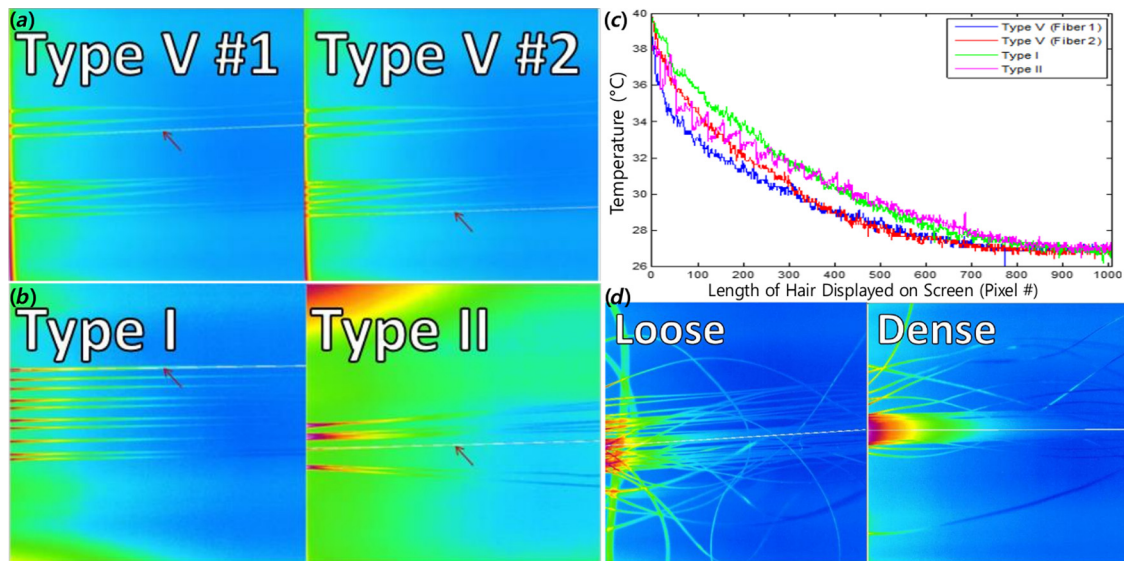 (a)
Type V #1
Type V #2
(b)
Type I
Type II
(c)
Temperature (°C)
40
38
36
34
32
30
28
26
0
100
200
300
400
500
600
700
800
900
1000
Length of Hair Displayed on Screen (Pixel #)
Type V (Fiber 1)
Type V (Fiber 2)
Type I
Type II
(d)
Loose
Dense